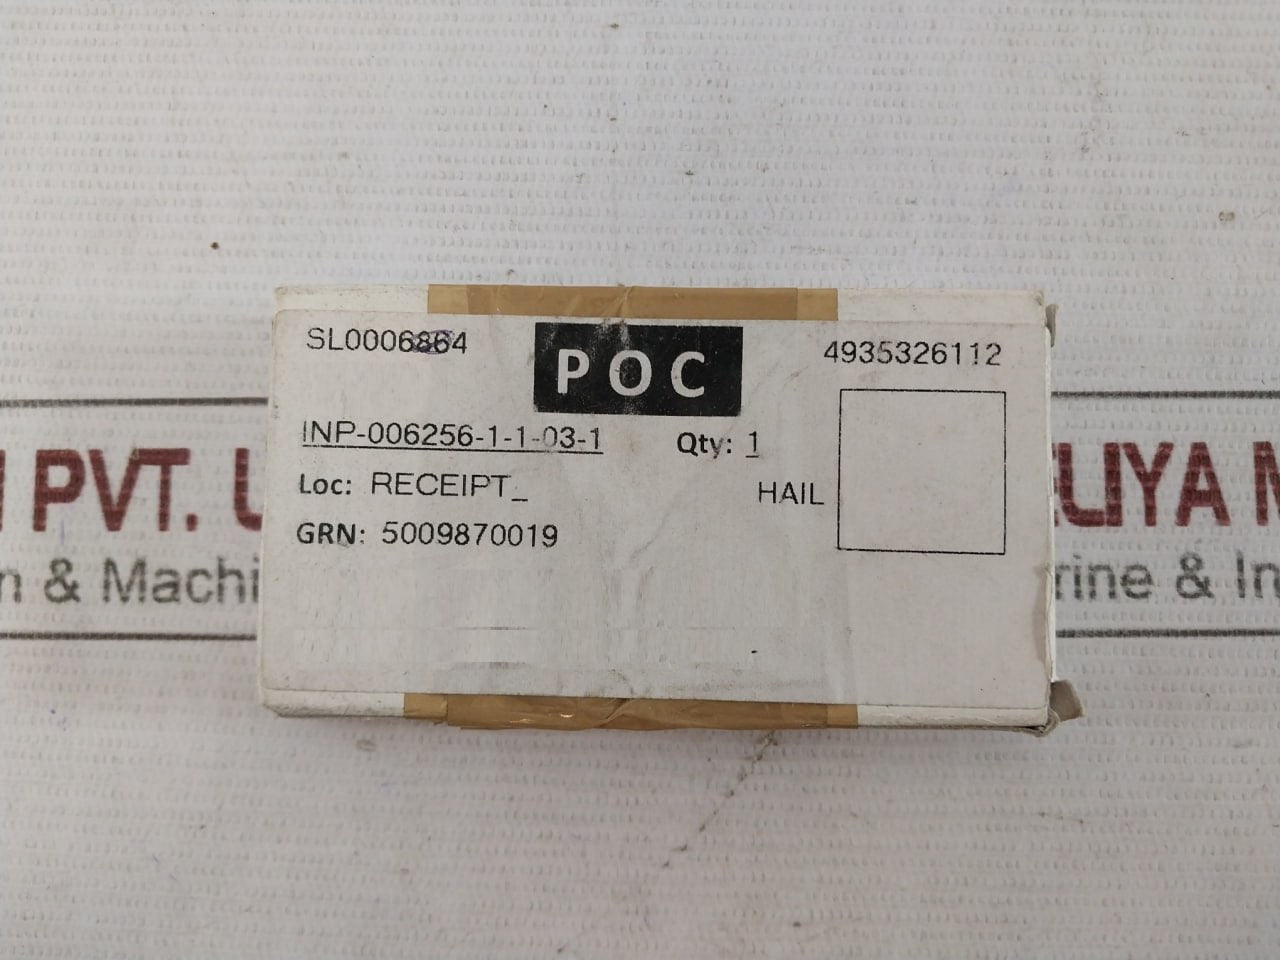 SL0006864
POC
4935326112
INP-006256-1-1-03-1
Qty: 1
Loc: RECEIPT_
HAIL
GRN: 5009870019
PVT.
LIYA
& Machi
rine & In